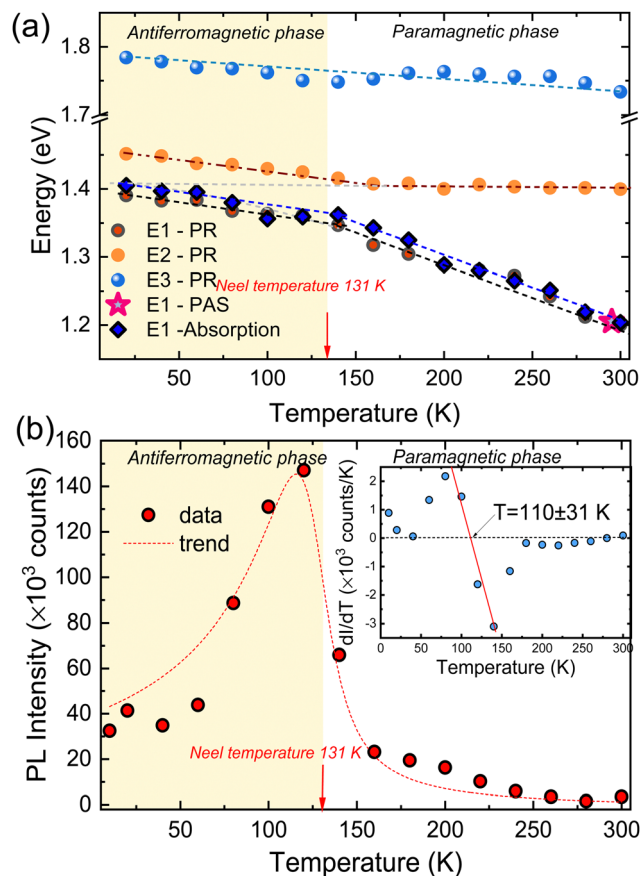 (a)
Antiferromagnetic phase
Paramagnetic phase
1.8
1.7
1.4
1.3
1.2
Energy (eV)
E1 - PR
E2 - PR
E3 - PR
E1 - PAS
E1 -Absorption
Neel temperature 131 K
50 100 150 200 250 300
Temperature (K)
(b)
160
140
120
100
80
60
40
20
0
PL Intensity (×10³ counts)
Antiferromagnetic phase
Paramagnetic phase
data
trend
Neel temperature 131 K
2
1
0
-1
-2
-3
dI/dT (×10³ counts/K)
T=110±31 K
0 50 100 150 200 250 300
Temperature (K)
50 100 150 200 250 300
Temperature (K)